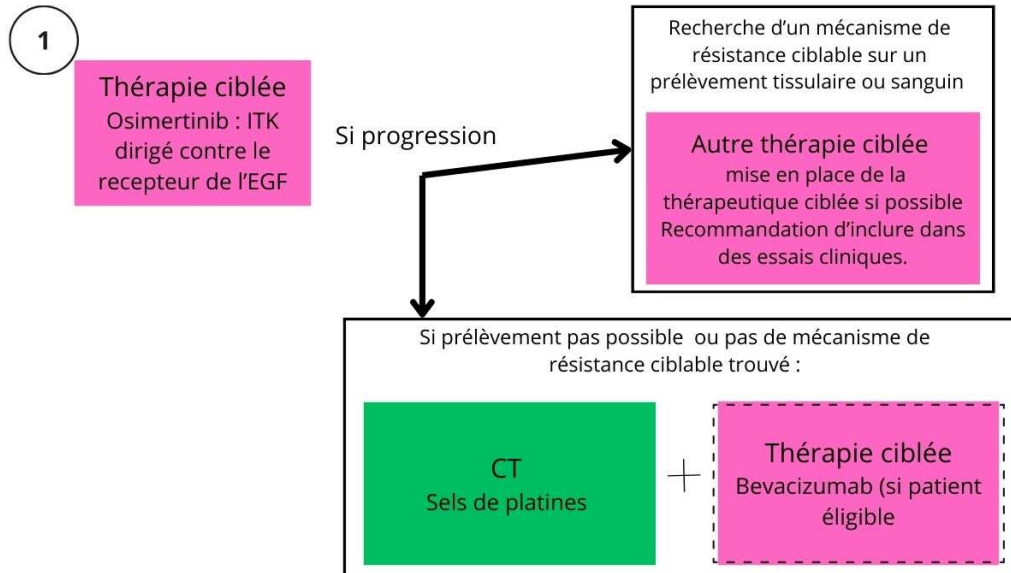 1
Thérapie ciblée
Osimertinib : ITK
dirigé contre le
recepteur de l'EGF
Si progression
Recherche d'un mécanisme de
résistance ciblable sur un
prélèvement tissulaire ou sanguin
Autre thérapie ciblée
mise en place de la
thérapeutique ciblée si possible
Recommandation d'inclure dans
des essais cliniques.
Si prélèvement pas possible ou pas de mécanisme de
résistance ciblable trouvé :
CT
Sels de platines
+
Thérapie ciblée
Bevacizumab (si patient
éligible